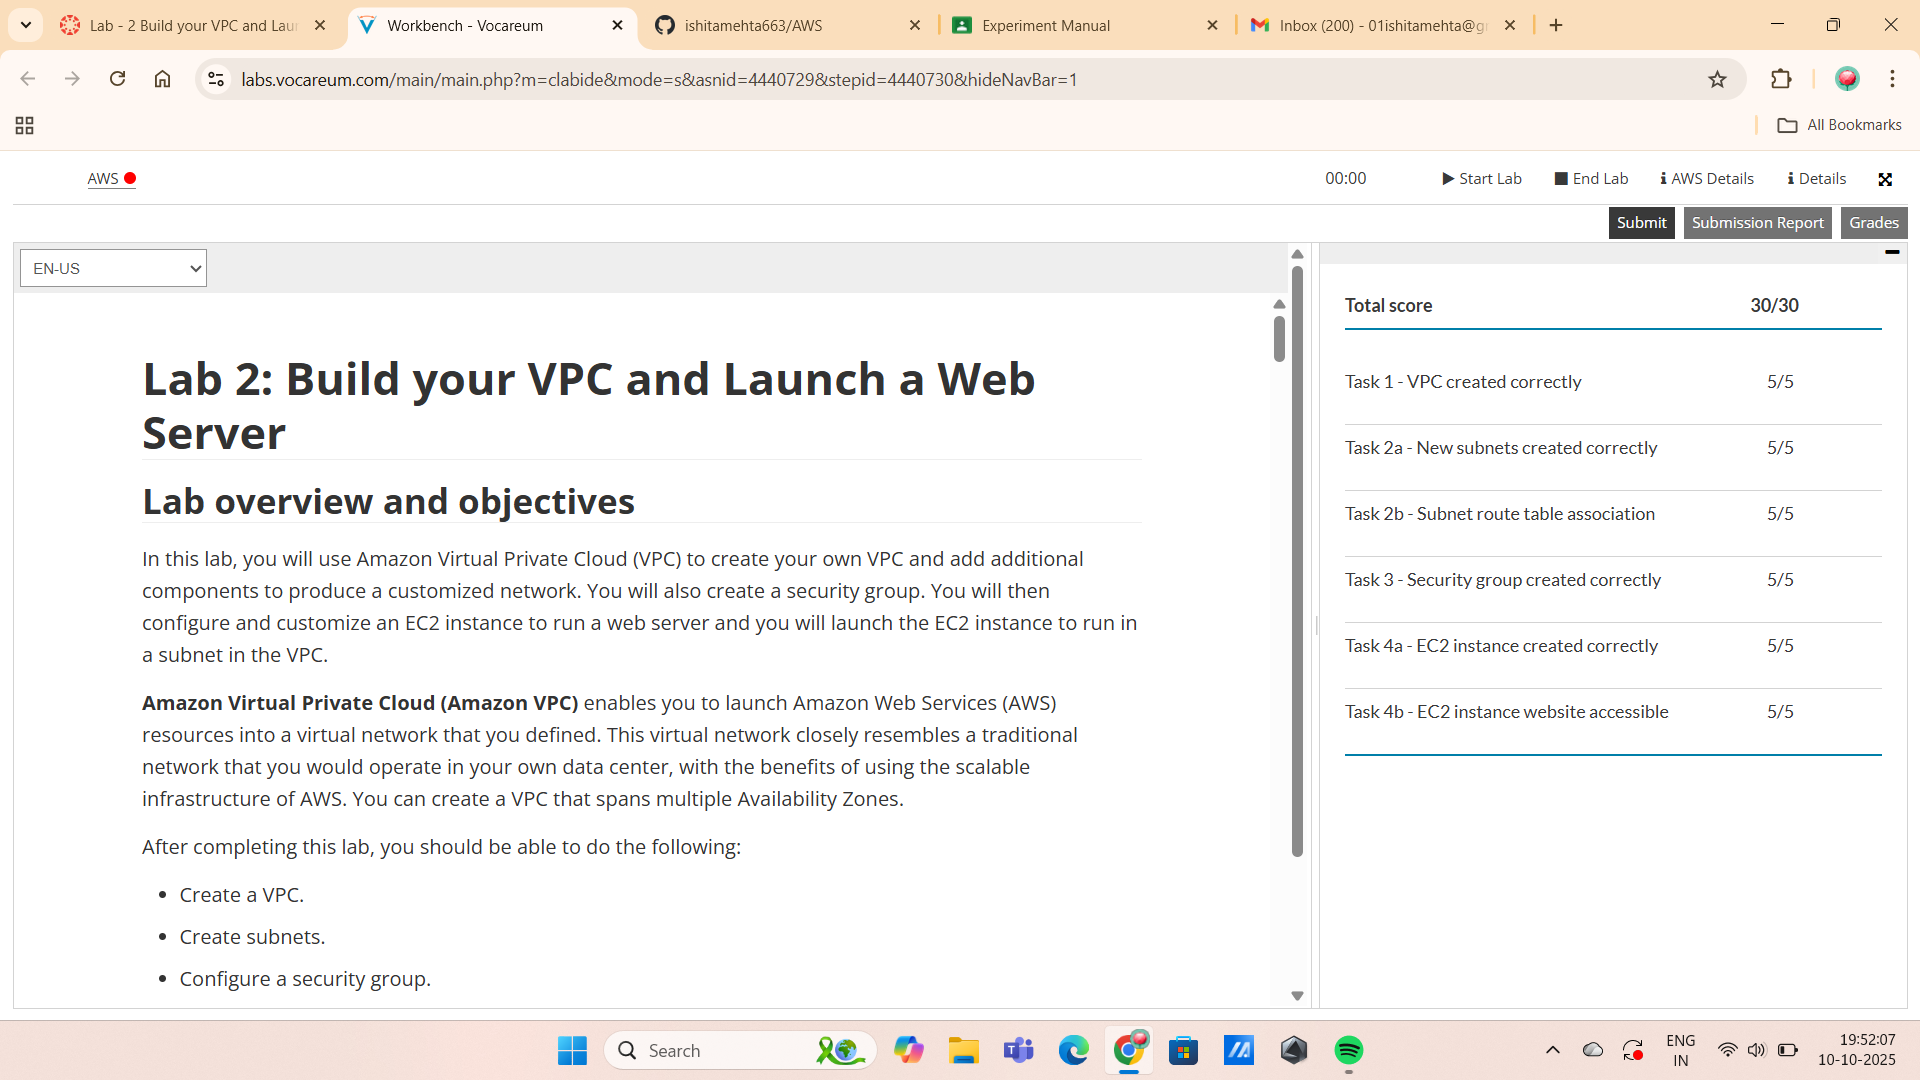 Lab - 2 Build your VPC and Laun
Workbench - Vocareum
ishitamehta663/AWS
Experiment Manual
Inbox (200) - 01ishitamehta@g
labs.vocareum.com/main/main.php?m=clabide&mode=s&asnid=4440729&stepid=4440730&hideNavBar=1
All Bookmarks
AWS
00:00
Start Lab
End Lab
AWS Details
Details
Submit
Submission Report
Grades
EN-US
Lab 2: Build your VPC and Launch a Web
Server
Lab overview and objectives
In this lab, you will use Amazon Virtual Private Cloud (VPC) to create your own VPC and add additional
components to produce a customized network. You will also create a security group. You will then
configure and customize an EC2 instance to run a web server and you will launch the EC2 instance to run in
a subnet in the VPC.
Amazon Virtual Private Cloud (Amazon VPC) enables you to launch Amazon Web Services (AWS)
resources into a virtual network that you defined. This virtual network closely resembles a traditional
network that you would operate in your own data center, with the benefits of using the scalable
infrastructure of AWS. You can create a VPC that spans multiple Availability Zones.
After completing this lab, you should be able to do the following:
• Create a VPC.
• Create subnets.
• Configure a security group.
Total score 30/30
Task 1 - VPC created correctly 5/5
Task 2a - New subnets created correctly 5/5
Task 2b - Subnet route table association 5/5
Task 3 - Security group created correctly 5/5
Task 4a - EC2 instance created correctly 5/5
Task 4b - EC2 instance website accessible 5/5
Search
ENG
IN
19:52:07
10-10-2025